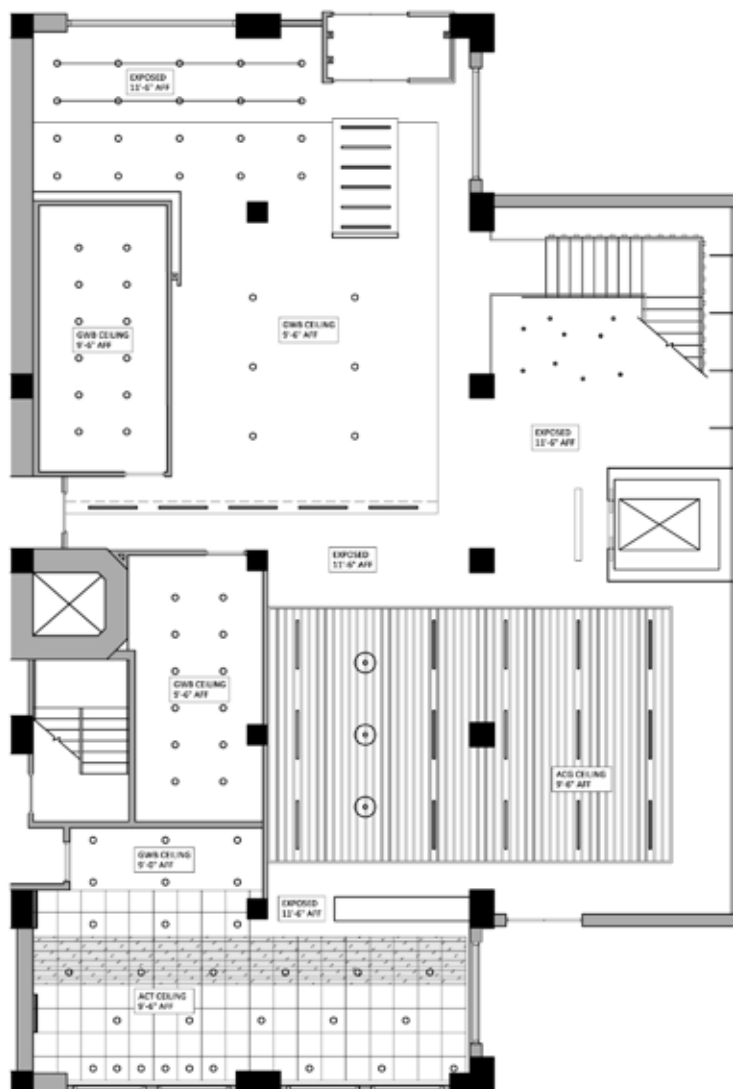 EXPOSED
11'-6" AFF
GWB CEILING
9'-6" AFF
GWB CEILING
9'-6" AFF
EXPOSED
11'-6" AFF
EXPOSED
11'-6" AFF
GWB CEILING
9'-6" AFF
ACG CEILING
9'-6" AFF
GWB CEILING
9'-0" AFF
EXPOSED
11'-6" AFF
ACT CEILING
9'-6" AFF